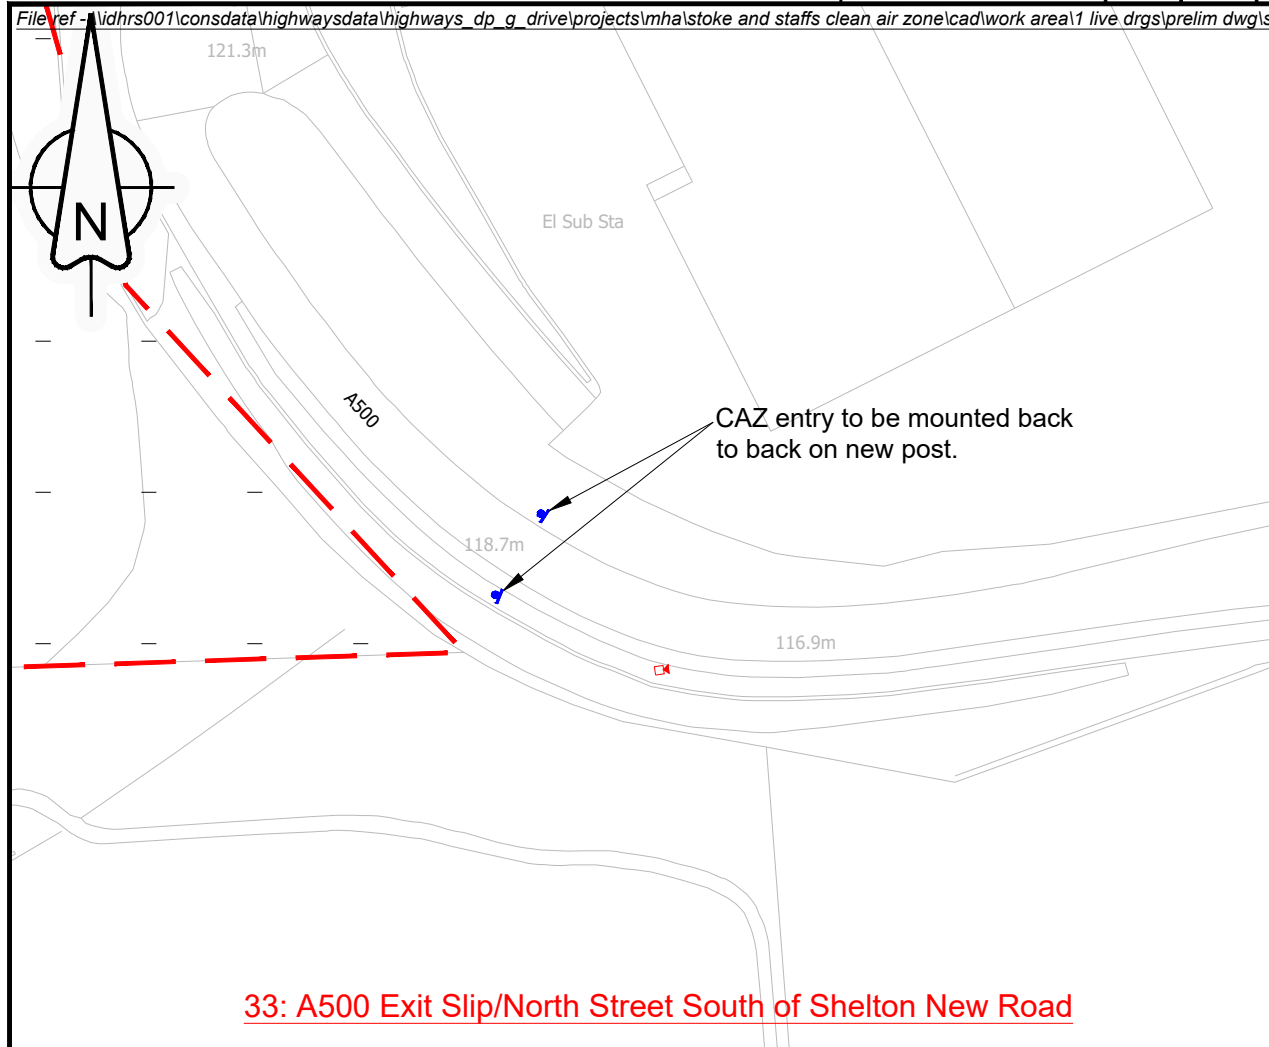 File ref - \\idhrs001\consdata\highwaysdata\highways_dp_g_drive\projects\mha\stoke and staffs clean air zone\cad\work area\1 live drgs\prelim dwg\s
121.3m
N
El Sub Sta
A500
CAZ entry to be mounted back
to back on new post.
118.7m
116.9m
33: A500 Exit Slip/North Street South of Shelton New Road